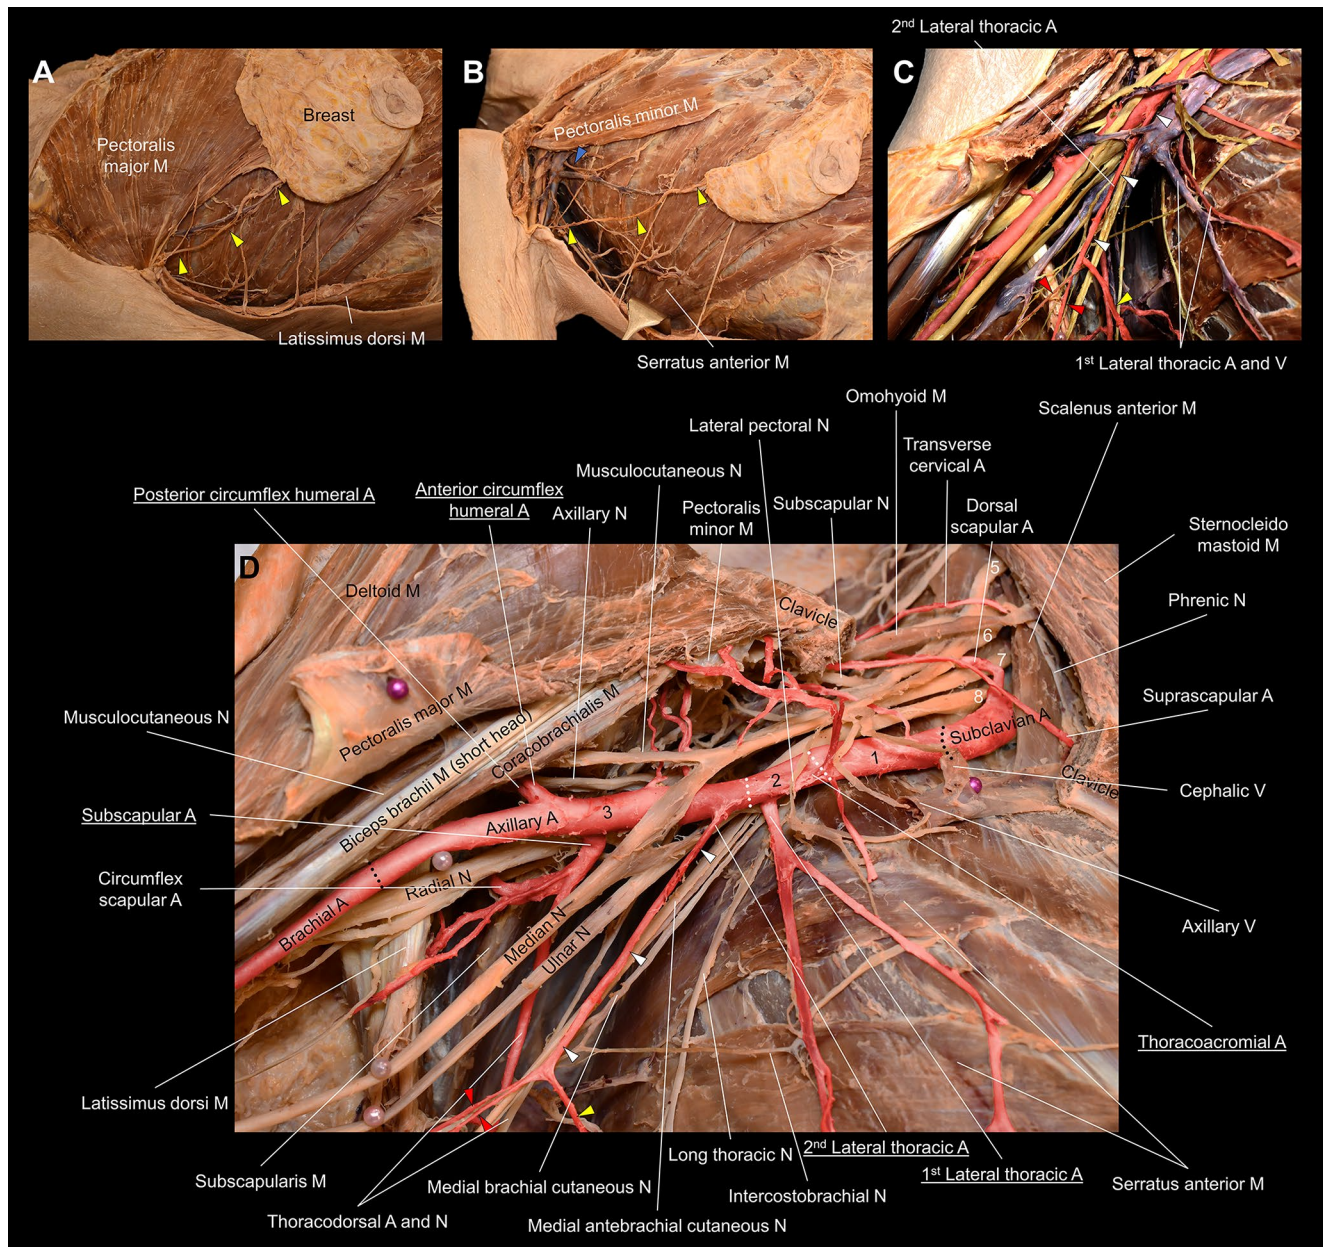 2nd Lateral thoracic A
A
B
C
Breast
Pectoralis
major M
Pectoralis minor M
Latissimus dorsi M
Serratus anterior M
1st Lateral thoracic A and V
Omohyoid M
Scalenus anterior M
Lateral pectoral N
Transverse
cervical A
Musculocutaneous N
Posterior circumflex humeral A
Anterior circumflex
humeral A
Axillary N
Pectoralis
minor M
Subscapular N
Dorsal
scapular A
Sternocleido
mastoid M
D
5
Deltoid M
Clavicle
Phrenic N
6
7
8
Pectoralis major M
Musculocutaneous N
Coracobrachialis M
Biceps brachii M (short head)
Suprascapular A
Subclavian A
1
2
3
Clavicle
Cephalic V
Subscapular A
Axillary A
Circumflex
scapular A
Radial N
Brachial A
Median N
Ulnar N
Axillary V
Thoracoacromial A
Latissimus dorsi M
Long thoracic N
2nd Lateral thoracic A
Subscapularis M
Medial brachial cutaneous N
Intercostobrachial N
1st Lateral thoracic A
Serratus anterior M
Thoracodorsal A and N
Medial antebrachial cutaneous N